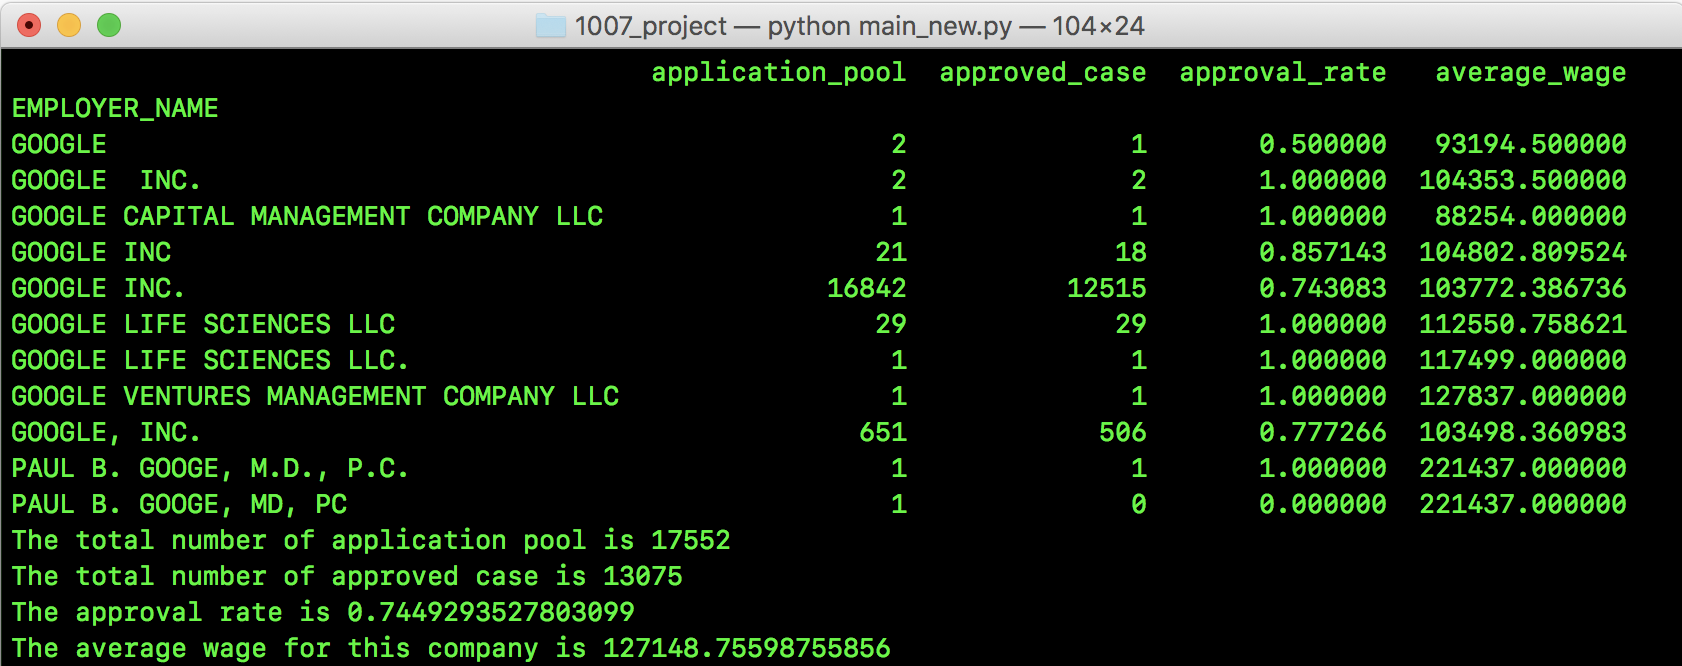 1007_project — python main_new.py — 104×24
application_pool approved_case approval_rate average_wage
EMPLOYER_NAME
GOOGLE 2 1 0.500000 93194.500000
GOOGLE  INC. 2 2 1.000000 104353.500000
GOOGLE CAPITAL MANAGEMENT COMPANY LLC 1 1 1.000000 88254.000000
GOOGLE INC 21 18 0.857143 104802.809524
GOOGLE INC. 16842 12515 0.743083 103772.386736
GOOGLE LIFE SCIENCES LLC 29 29 1.000000 112550.758621
GOOGLE LIFE SCIENCES LLC. 1 1 1.000000 117499.000000
GOOGLE VENTURES MANAGEMENT COMPANY LLC 1 1 1.000000 127837.000000
GOOGLE, INC. 651 506 0.777266 103498.360983
PAUL B. GOOGE, M.D., P.C. 1 1 1.000000 221437.000000
PAUL B. GOOGE, MD, PC 1 0 0.000000 221437.000000
The total number of application pool is 17552
The total number of approved case is 13075
The approval rate is 0.7449293527803099
The average wage for this company is 127148.75598755856